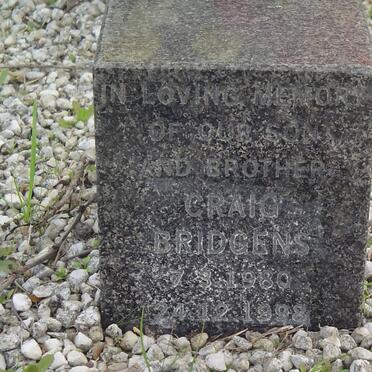 IN LOVING MEMORY
OF OUR SON
AND BROTHER
CRAIG
BRIDGENS
7.3.1980
24.12.1998